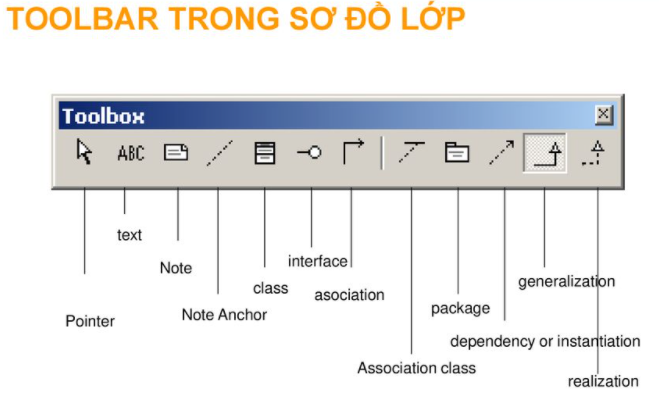 TOOLBAR TRONG SƠ ĐỒ LỚP
Toolbox
ABC
text
Note
interface
class
asociation
generalization
Pointer
Note Anchor
package
dependency or instantiation
Association class
realization